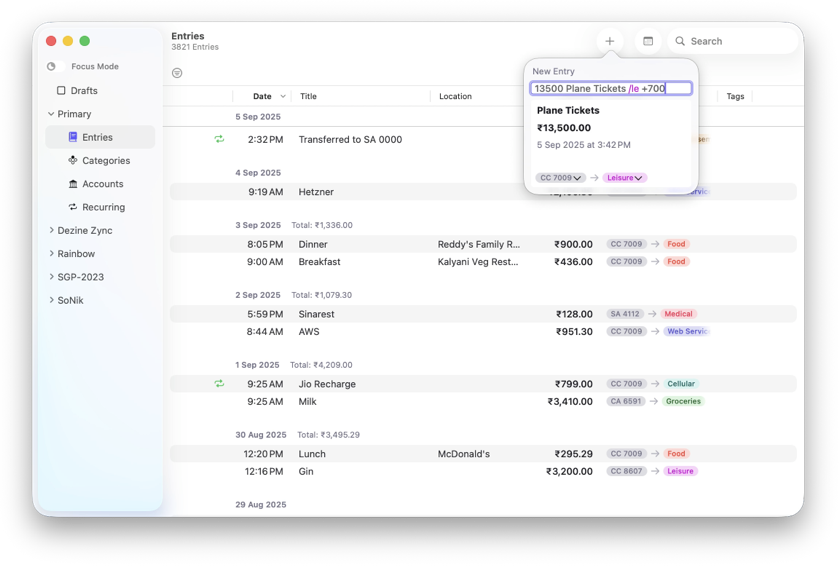 Entries
3821 Entries
Search
Focus Mode
Drafts
Primary
Entries
Categories
Accounts
Recurring
Dezine Zync
Rainbow
SGP-2023
SoNik
New Entry
13500 Plane Tickets /le +700
Plane Tickets
₹13,500.00
5 Sep 2025 at 3:42 PM
CC 7009 → Leisure
Date Title Location Tags
5 Sep 2025
2:32 PM Transferred to SA 0000
4 Sep 2025
9:19 AM Hetzner
3 Sep 2025 Total: ₹1,336.00
8:05 PM Dinner Reddy's Family R... ₹900.00 CC 7009 → Food
9:00 AM Breakfast Kalyani Veg Rest... ₹436.00 CC 7009 → Food
2 Sep 2025 Total: ₹1,079.30
5:59 PM Sinarest ₹128.00 SA 4112 → Medical
8:44 AM AWS ₹951.30 CC 7009 → Web Servic
1 Sep 2025 Total: ₹4,209.00
9:25 AM Jio Recharge ₹799.00 CC 7009 → Cellular
9:25 AM Milk ₹3,410.00 CA 6591 → Groceries
30 Aug 2025 Total: ₹3,495.29
12:20 PM Lunch McDonald's ₹295.29 CC 7009 → Food
12:16 PM Gin ₹3,200.00 CC 8607 → Leisure
29 Aug 2025